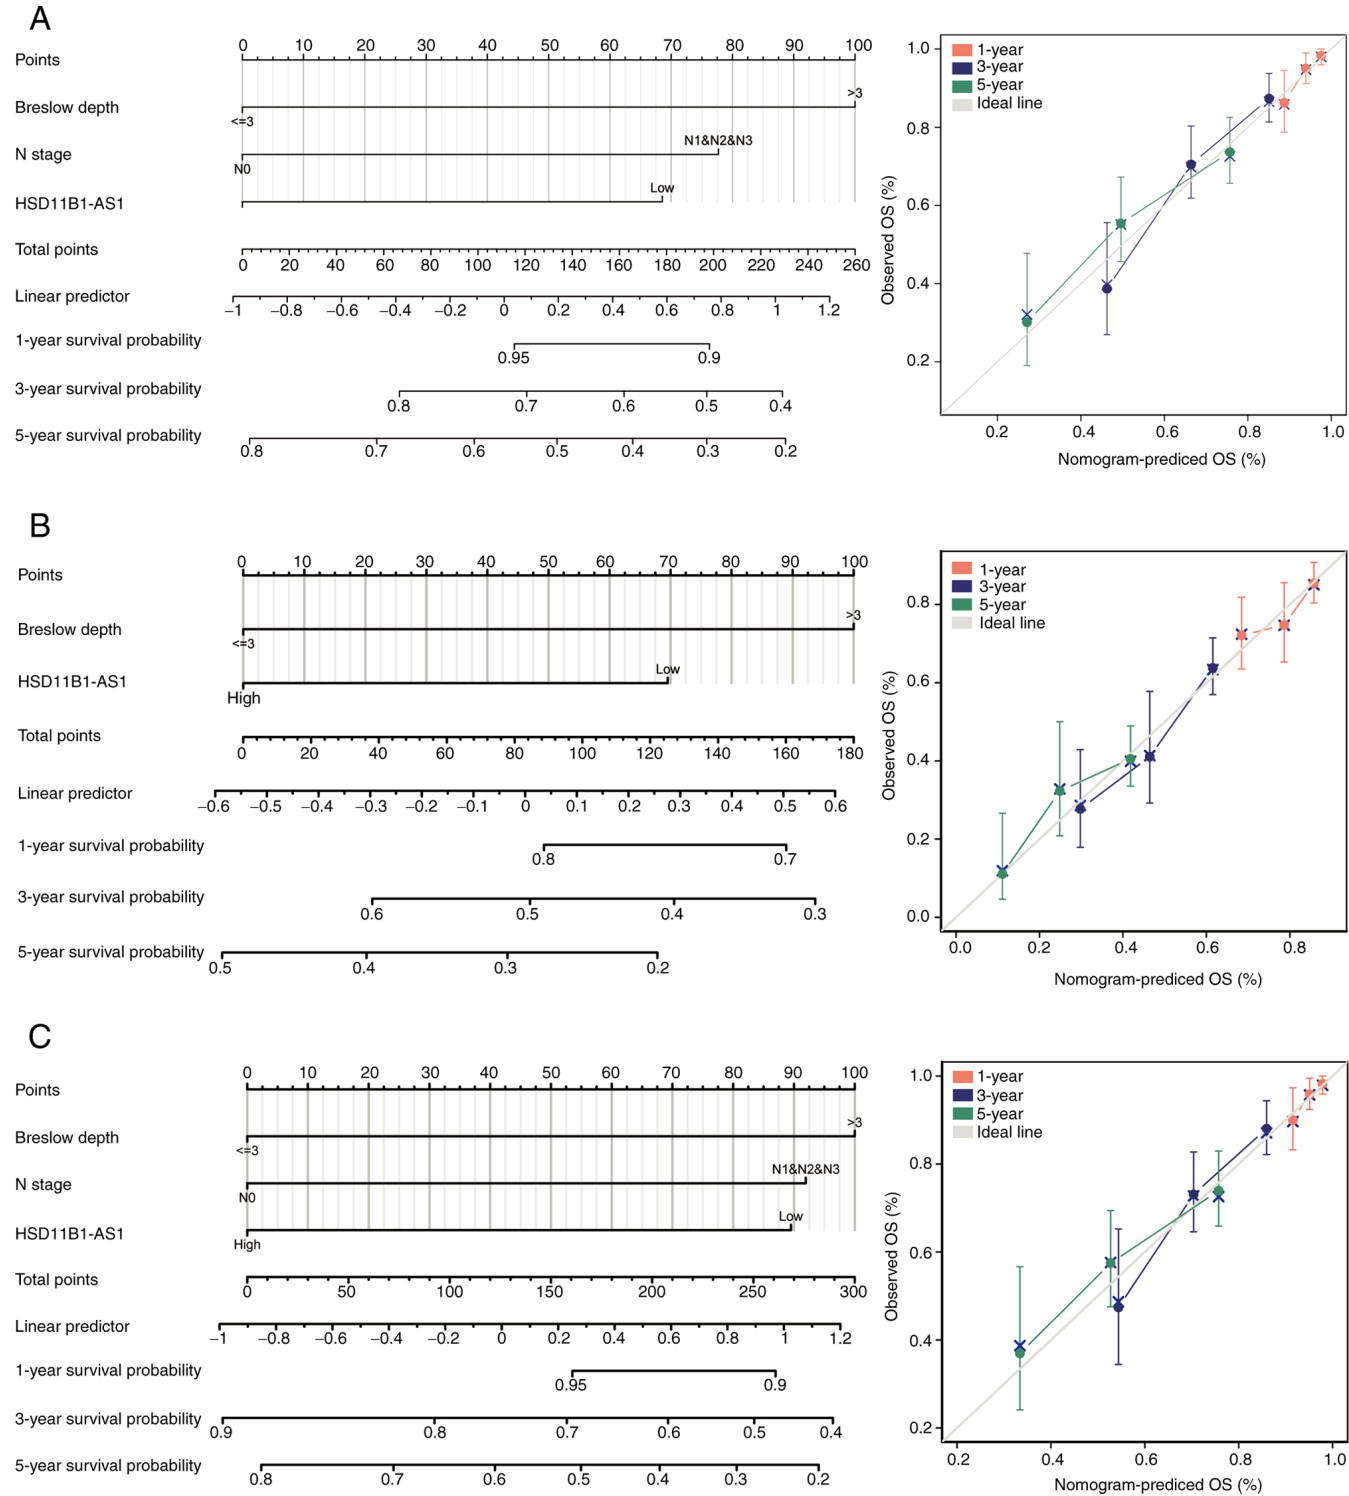 A
Points
0 10 20 30 40 50 60 70 80 90 100
Breslow depth
<=3
>3
N stage
N0
N1&N2&N3
HSD11B1-AS1
Low
Total points
0 20 40 60 80 100 120 140 160 180 200 220 240 260
Linear predictor
−1 −0.8 −0.6 −0.4 −0.2 0 0.2 0.4 0.6 0.8 1 1.2
1-year survival probability
0.95 0.9
3-year survival probability
0.8 0.7 0.6 0.5 0.4
5-year survival probability
0.8 0.7 0.6 0.5 0.4 0.3 0.2
1-year
3-year
5-year
Ideal line
Observed OS (%)
1.0
0.8
0.6
0.4
0.2
0.2 0.4 0.6 0.8 1.0
Nomogram-prediced OS (%)
B
Points
0 10 20 30 40 50 60 70 80 90 100
Breslow depth
<=3
>3
HSD11B1-AS1
High
Low
Total points
0 20 40 60 80 100 120 140 160 180
Linear predictor
−0.6 −0.5 −0.4 −0.3 −0.2 −0.1 0 0.1 0.2 0.3 0.4 0.5 0.6
1-year survival probability
0.8 0.7
3-year survival probability
0.6 0.5 0.4 0.3
5-year survival probability
0.5 0.4 0.3 0.2
1-year
3-year
5-year
Ideal line
Observed OS (%)
0.8
0.6
0.4
0.2
0.0
0.0 0.2 0.4 0.6 0.8
Nomogram-prediced OS (%)
C
Points
0 10 20 30 40 50 60 70 80 90 100
Breslow depth
<=3
>3
N stage
N0
N1&N2&N3
HSD11B1-AS1
High
Low
Total points
0 50 100 150 200 250 300
Linear predictor
−1 −0.8 −0.6 −0.4 −0.2 0 0.2 0.4 0.6 0.8 1 1.2
1-year survival probability
0.95 0.9
3-year survival probability
0.9 0.8 0.7 0.6 0.5 0.4
5-year survival probability
0.8 0.7 0.6 0.5 0.4 0.3 0.2
1-year
3-year
5-year
Ideal line
Observed OS (%)
1.0
0.8
0.6
0.4
0.2
0.2 0.4 0.6 0.8 1.0
Nomogram-prediced OS (%)